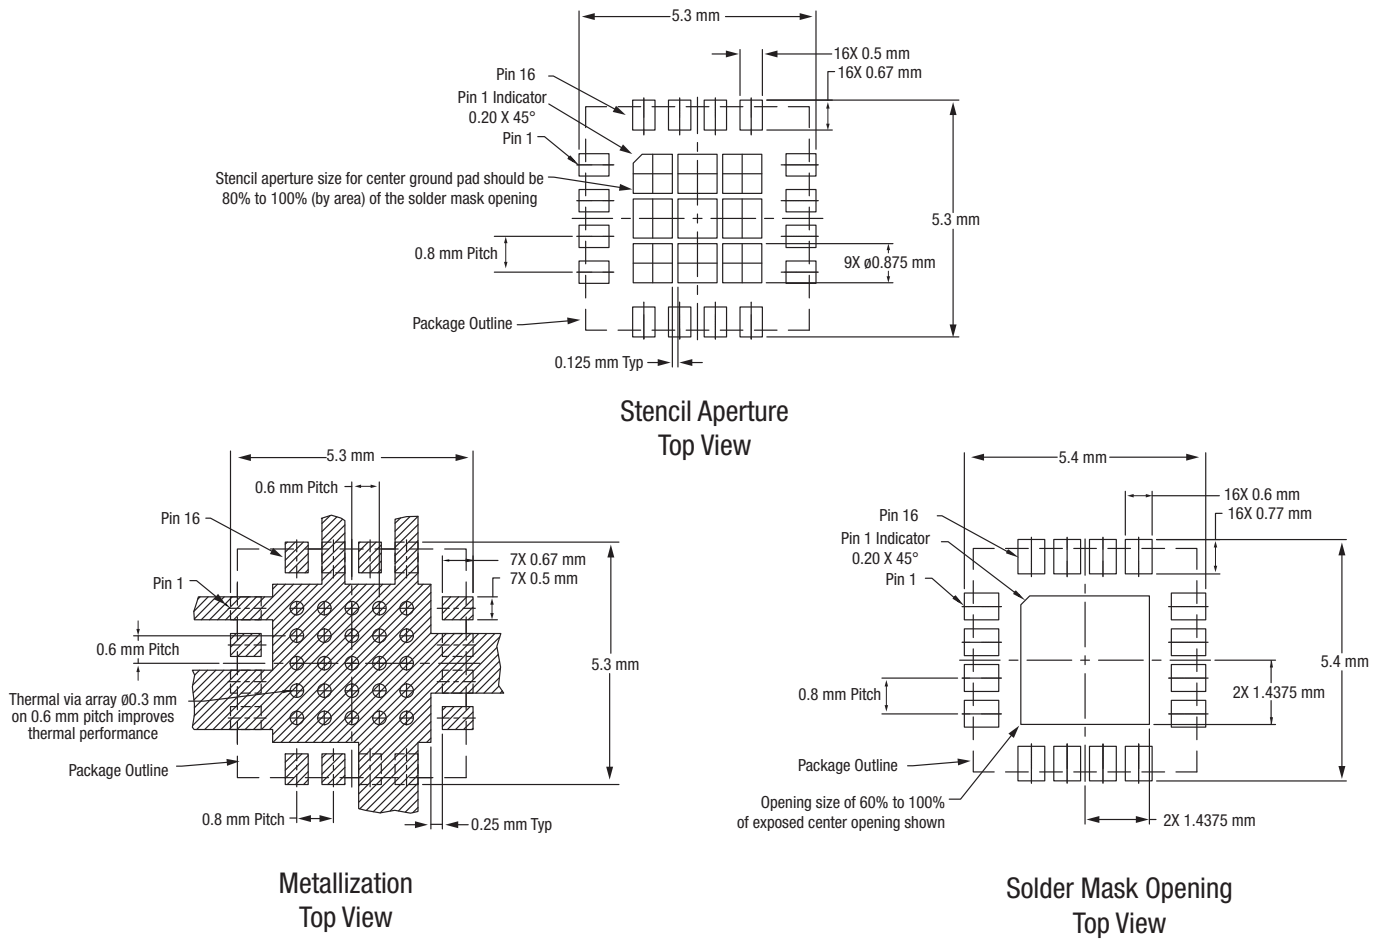 5.3 mm
16X 0.5 mm
16X 0.67 mm
Pin 16
Pin 1 Indicator
0.20 X 45°
Pin 1
Stencil aperture size for center ground pad should be
80% to 100% (by area) of the solder mask opening
5.3 mm
0.8 mm Pitch
9X ø0.875 mm
Package Outline
0.125 mm Typ
Stencil Aperture
Top View
5.3 mm
0.6 mm Pitch
Pin 16
7X 0.67 mm
7X 0.5 mm
Pin 1
0.6 mm Pitch
5.3 mm
Thermal via array ø0.3 mm
on 0.6 mm pitch improves
thermal performance
Package Outline
0.8 mm Pitch
0.25 mm Typ
Metallization
Top View
5.4 mm
16X 0.6 mm
16X 0.77 mm
Pin 16
Pin 1 Indicator
0.20 X 45°
Pin 1
5.4 mm
0.8 mm Pitch
2X 1.4375 mm
Package Outline
Opening size of 60% to 100%
of exposed center opening shown
2X 1.4375 mm
Solder Mask Opening
Top View